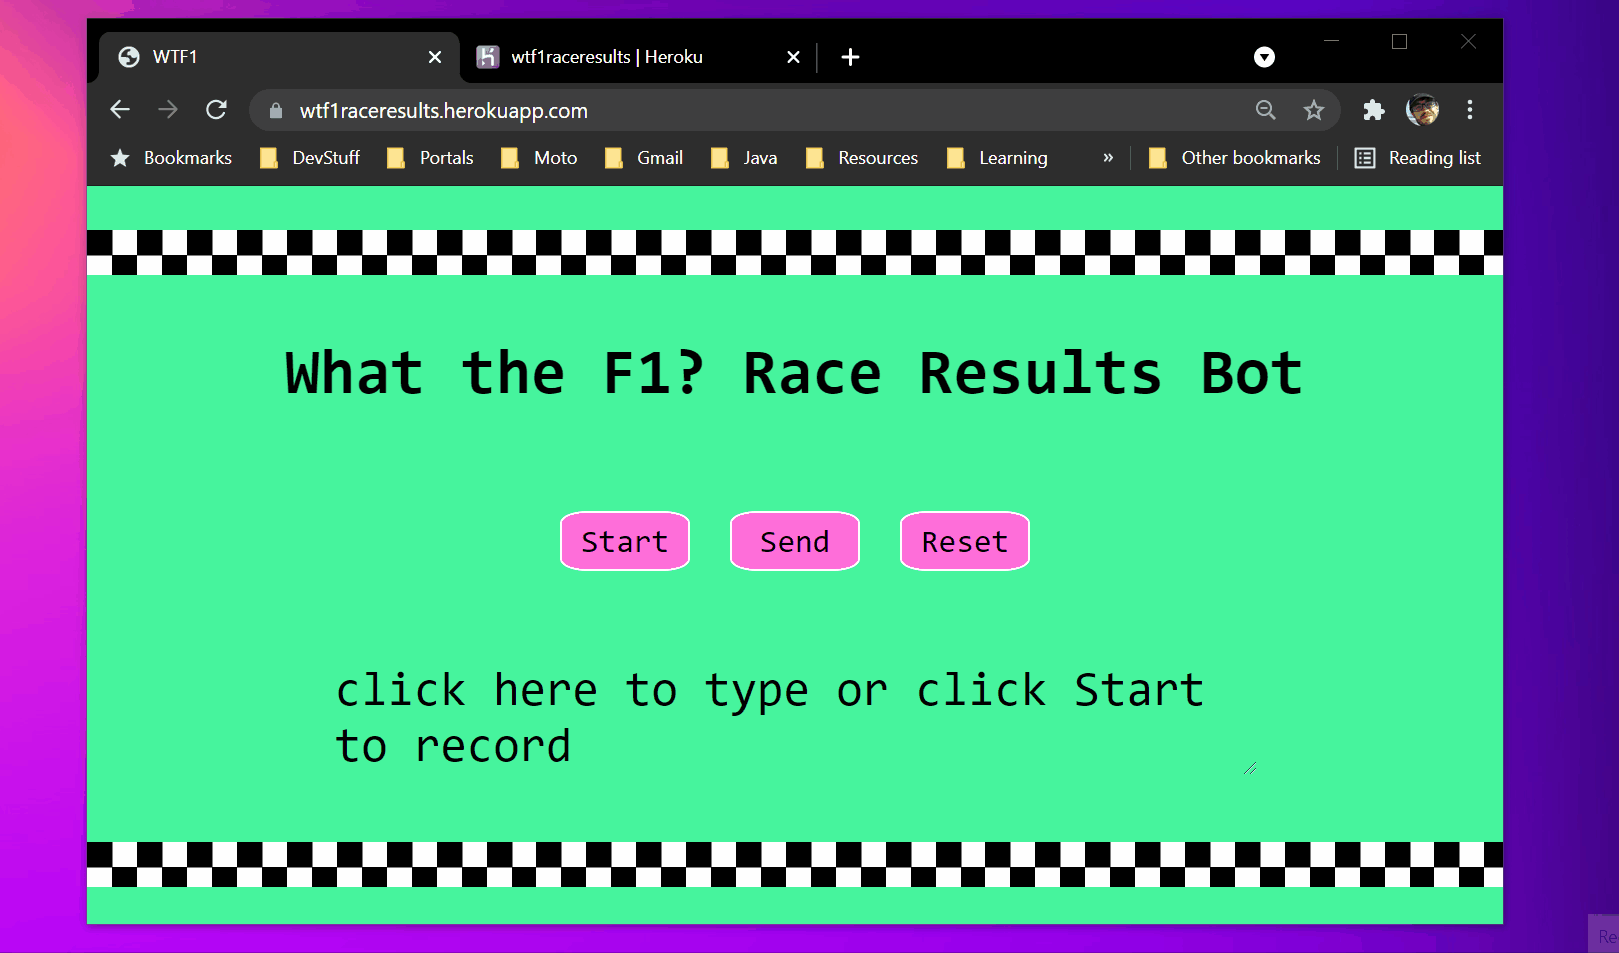 WTF1
wtf1raceresults | Heroku
wtf1raceresults.herokuapp.com
Bookmarks DevStuff Portals Moto Gmail Java Resources Learning » Other bookmarks Reading list
What the F1? Race Results Bot
Start Send Reset
click here to type or click Start
to record
Re